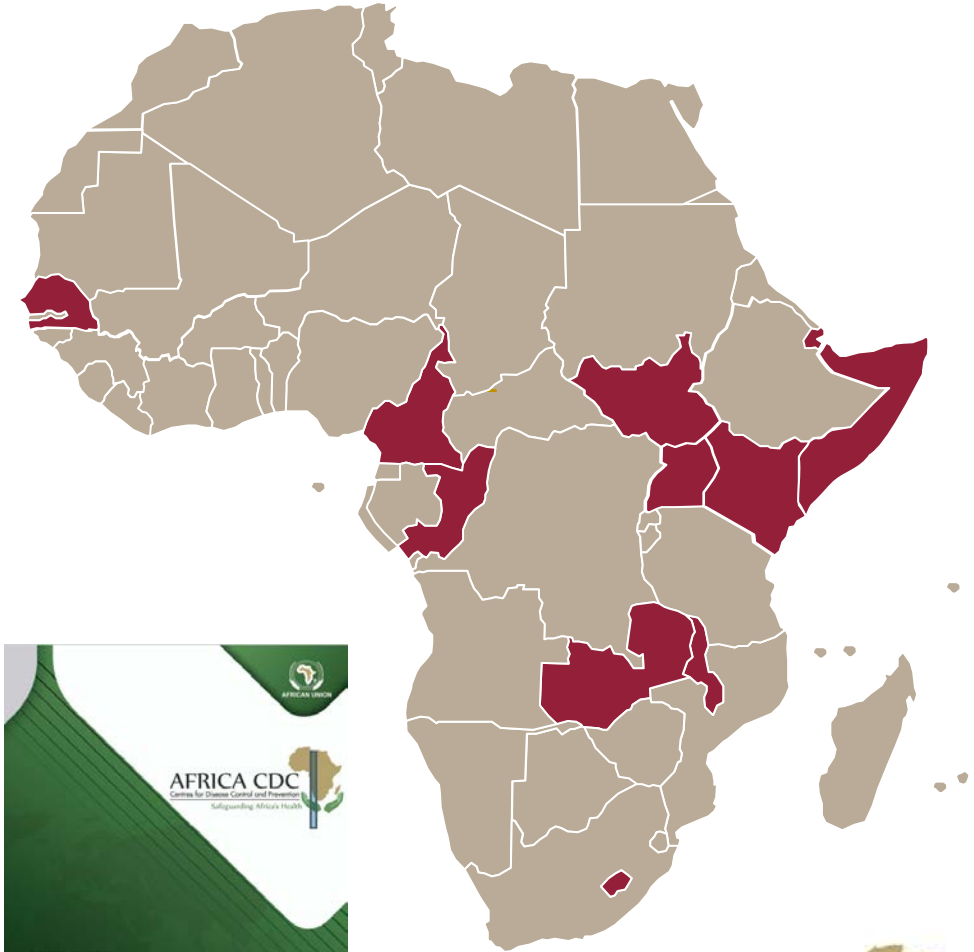 AFRICAN UNION
AFRICA CDC
Centres for Disease Control and Prevention
Safeguarding Africa's Health